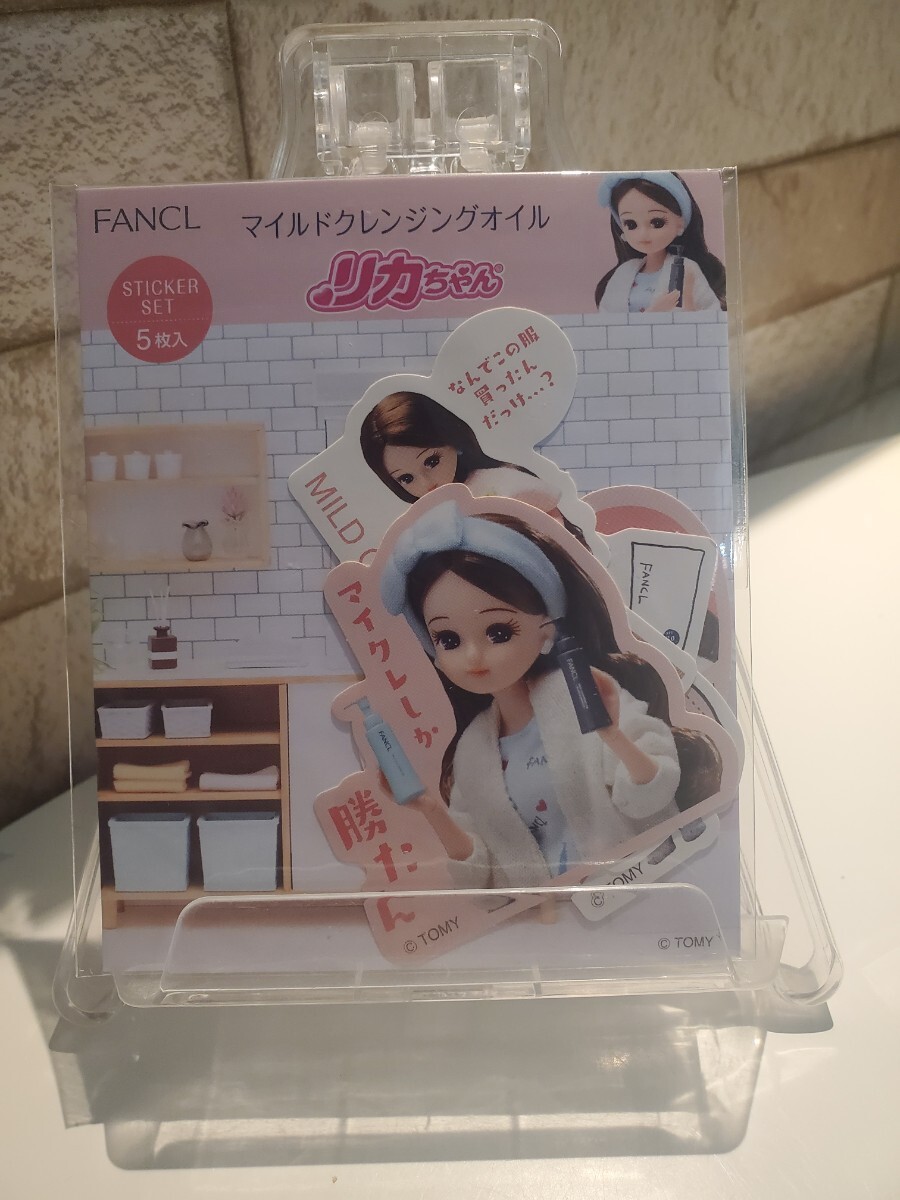 FANCL
マイルドクレンジングオイル
リカちゃん
STICKER
SET
5枚入
なんでこの服
買ったん
だっけ…?
MILD
マイクレしか
勝たん
FANCL
FANCL
FANCL
© TOMY
© TOMY
© TOMY